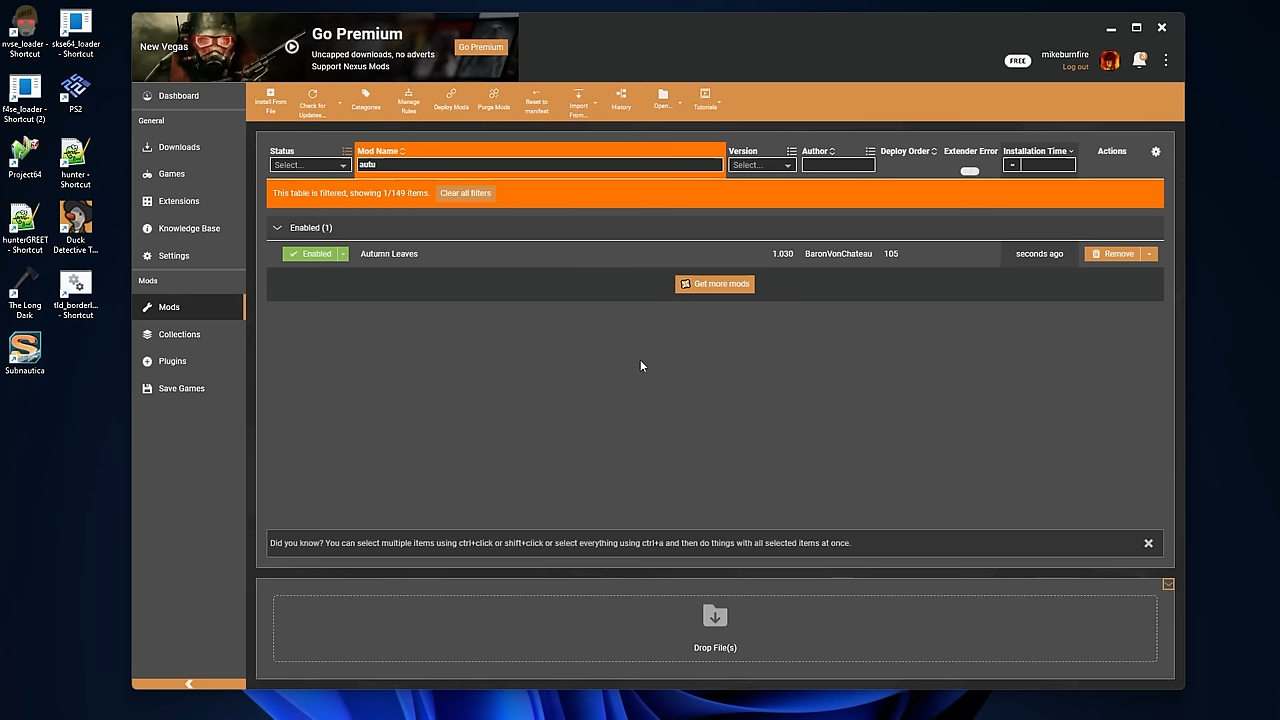 nvse_loader - Shortcut
skse64_loader - Shortcut
f4se_loader - Shortcut (2)
PS2
Project64
hunter - Shortcut
hunterGREET - Shortcut
Duck Detective T...
The Long Dark
tld_borderl... - Shortcut
Subnautica
New Vegas
Go Premium
Uncapped downloads, no adverts
Support Nexus Mods
Go Premium
FREE
mikeburnfire
Log out
Dashboard
General
Downloads
Games
Extensions
Knowledge Base
Settings
Mods
Mods
Collections
Plugins
Save Games
Install From File
Check for Updates...
Categories
Manage Rules
Deploy Mods
Purge Mods
Reset to manifest
Import From...
History
Open...
Tutorials
Status
Mod Name
Version
Author
Deploy Order
Extender Error
Installation Time
Actions
Select...
autu
Select...
=
This table is filtered, showing 1/149 items.
Clear all filters
Enabled (1)
Enabled
Autumn Leaves
1.030
BaronVonChateau
105
seconds ago
Remove
Get more mods
Did you know? You can select multiple items using ctrl+click or shift+click or select everything using ctrl+a and then do things with all selected items at once.
Drop File(s)